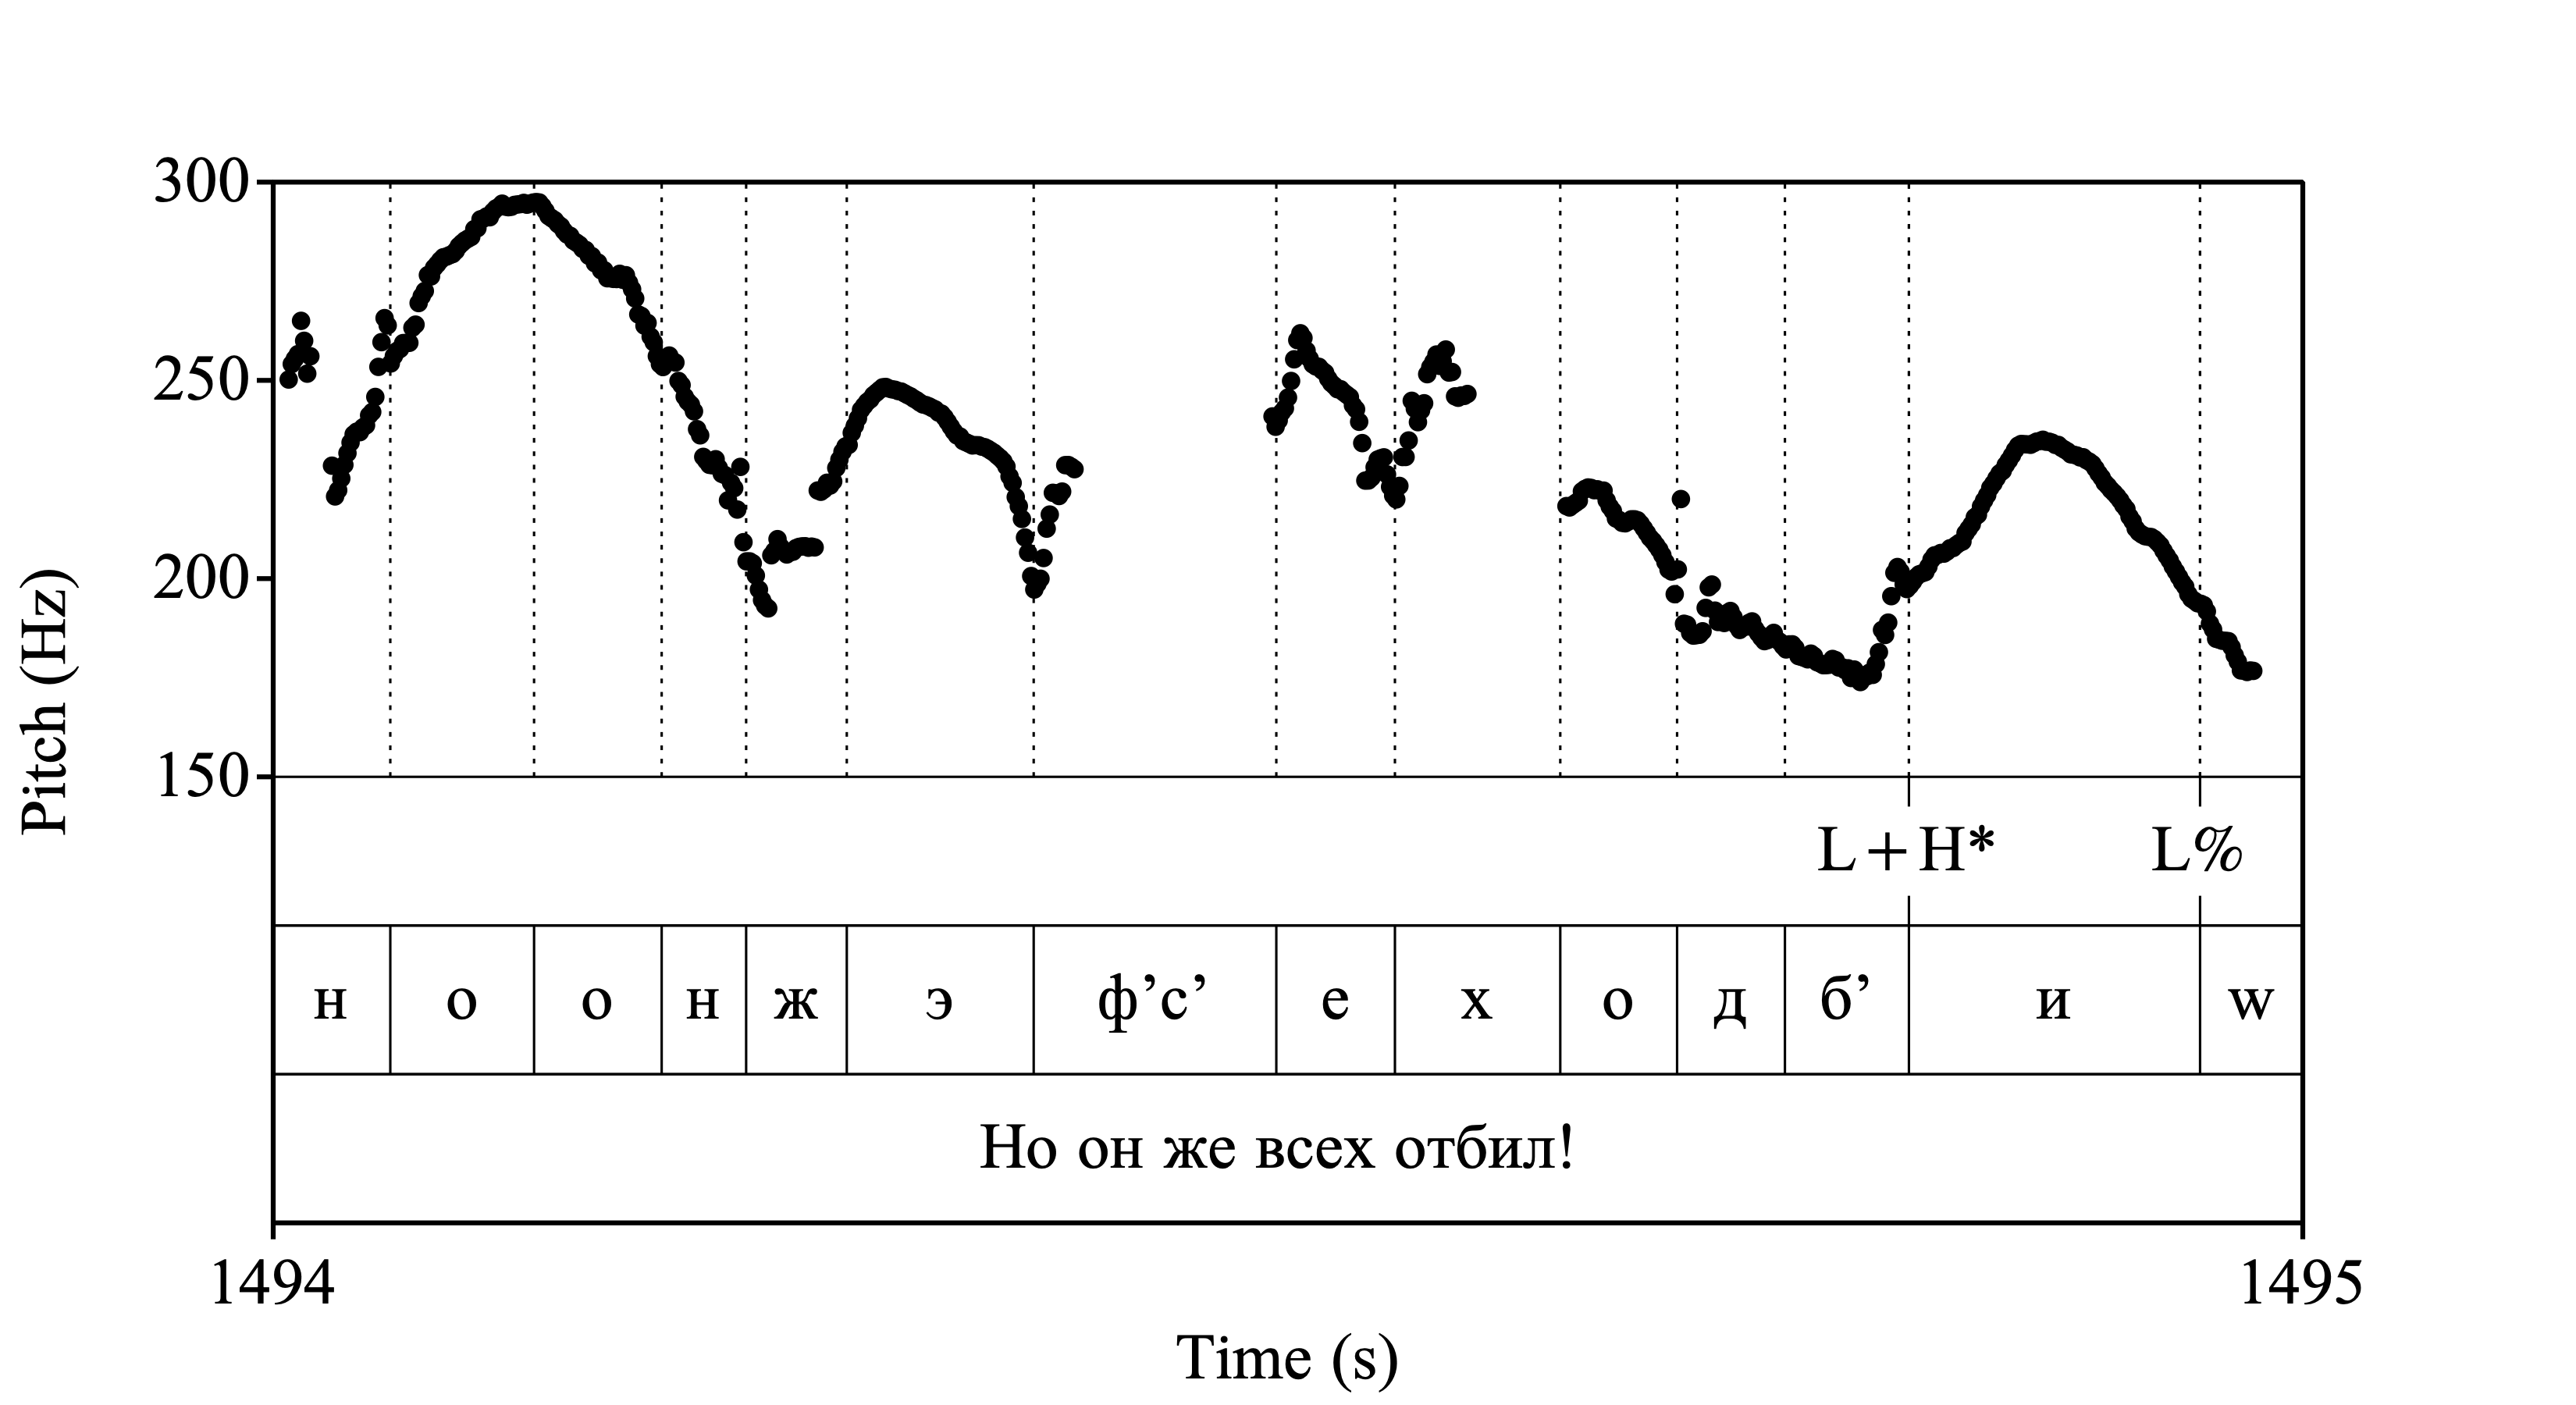 300
250
200
150
Pitch (Hz)
L+H* L%
н о о н ж э ф’с’ е х о д б’ и w
Но он же всех отбил!
1494 1495
Time (s)